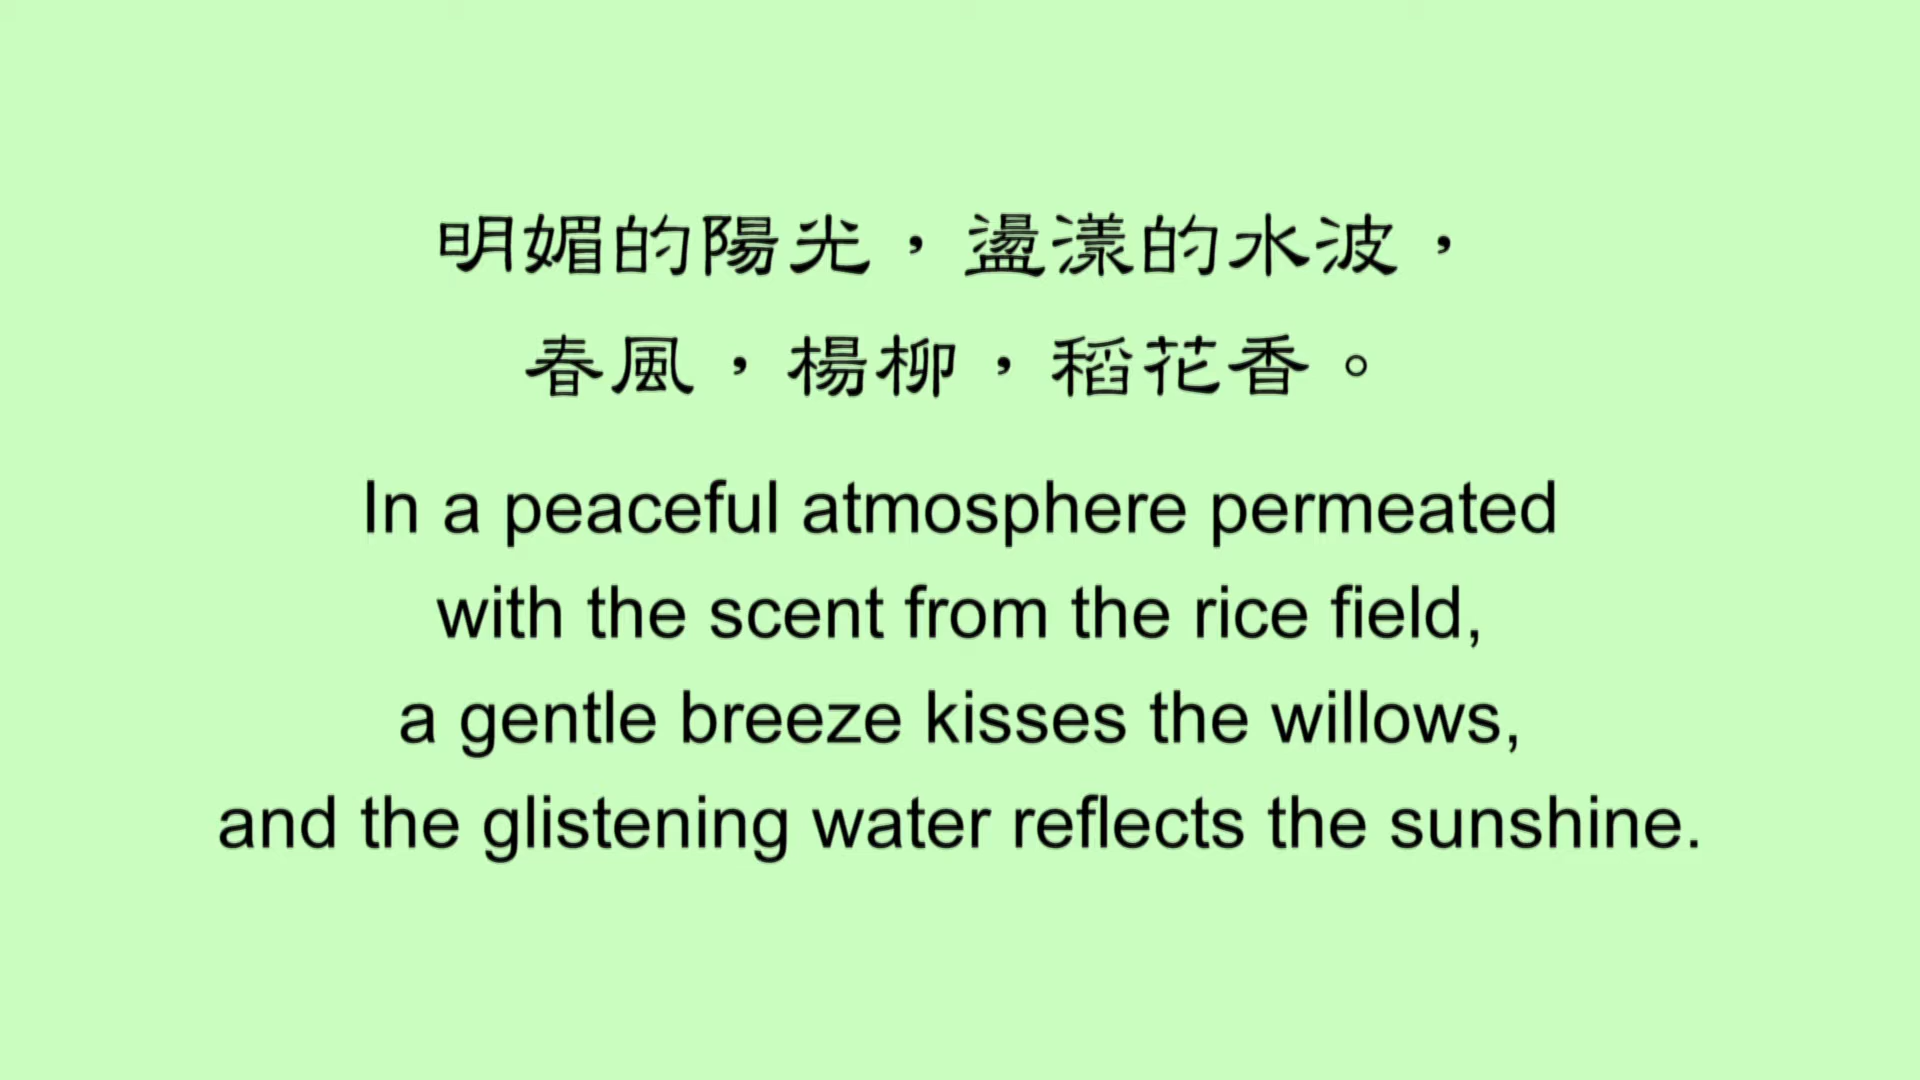 明媚的陽光，盪漾的水波，
春風，楊柳，稻花香。
In a peaceful atmosphere permeated
with the scent from the rice field,
a gentle breeze kisses the willows,
and the glistening water reflects the sunshine.